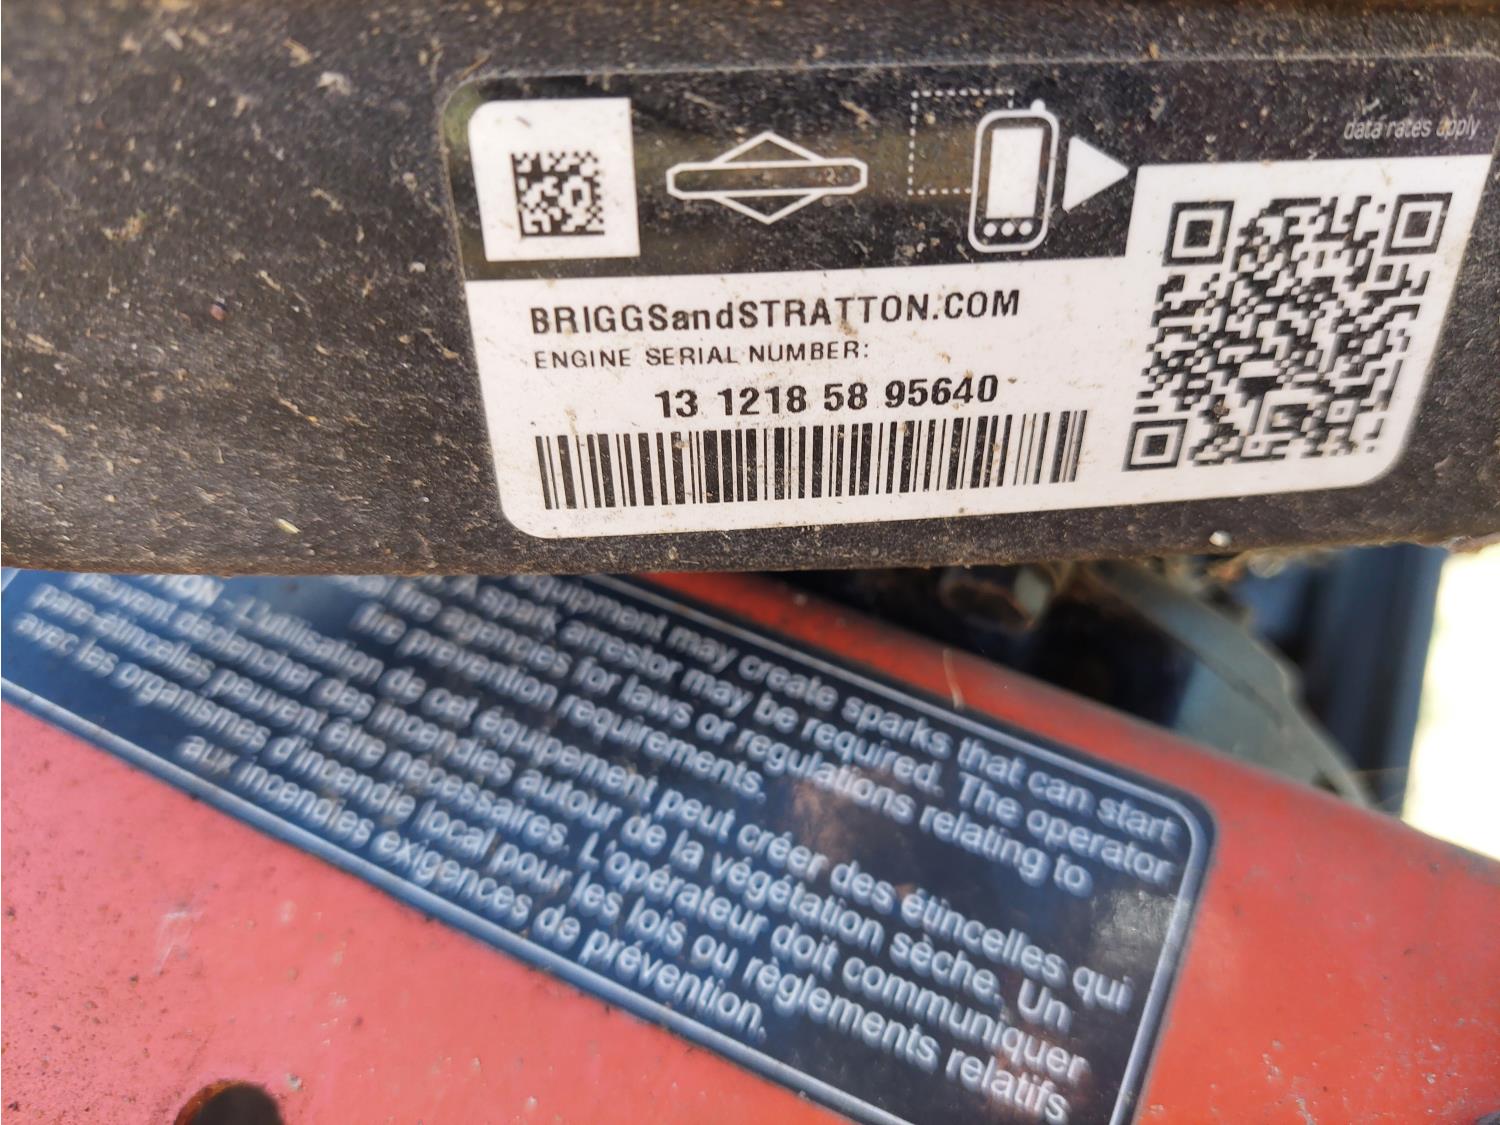 data rates apply
BRIGGSandSTRATTON.COM
ENGINE SERIAL NUMBER:
13 1218 58 95640
equipment may create sparks that can start
A spark arrestor may be required. The operator
fire agencies for laws or regulations relating to
fire prevention requirements.
- L'utilisation de cet équipement peut créer des étincelles qui
peuvent déclencher des incendies autour de la végétation sèche. Un
pare-étincelles peuvent être nécessaires. L'opérateur doit communiquer
avec les organismes d'incendie local pour les lois ou règlements relatifs
aux incendies exigences de prévention.